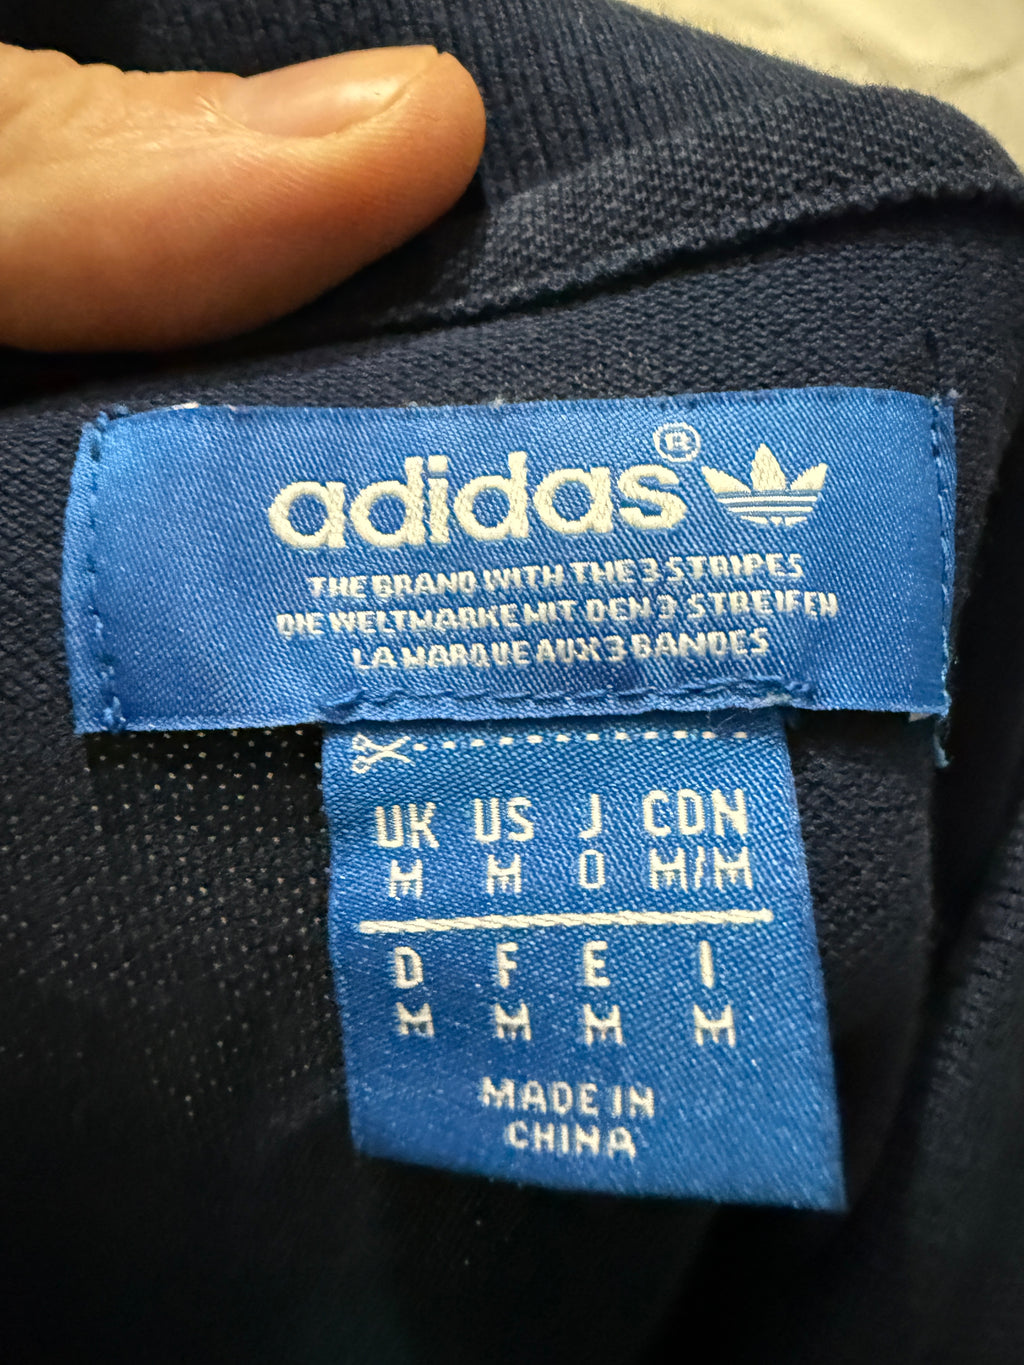 adidas®
THE BRAND WITH THE 3 STRIPES
DIE WELTMARKE MIT DEN 3 STREIFEN
LA MARQUE AUX 3 BANDES
UK US J CDN
M M O M/M
D F E I
M M M M
MADE IN
CHINA